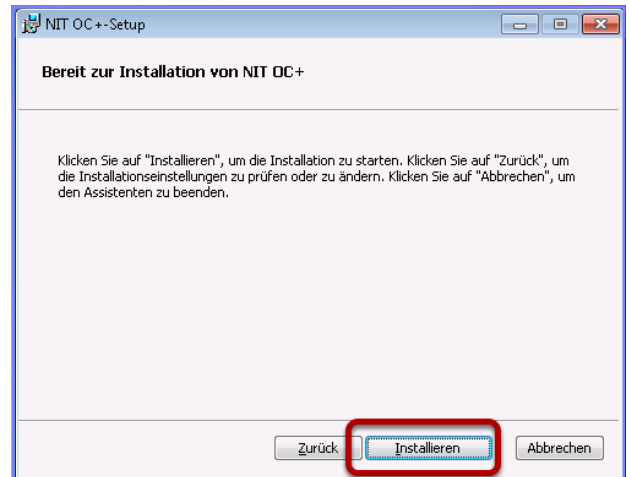 NIT OC+-Setup
Bereit zur Installation von NIT OC+
Klicken Sie auf "Installieren", um die Installation zu starten. Klicken Sie auf "Zurück", um
die Installationseinstellungen zu prüfen oder zu ändern. Klicken Sie auf "Abbrechen", um
den Assistenten zu beenden.
Zurück Installieren Abbrechen